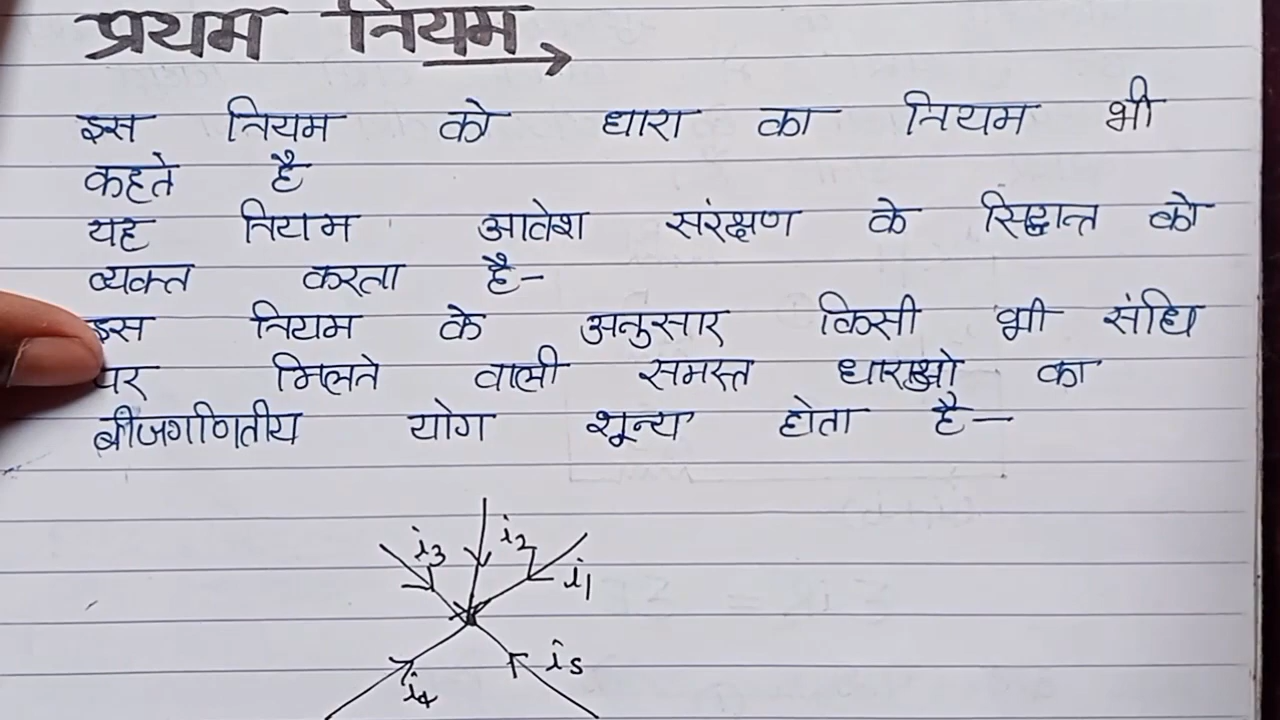 प्रथम नियम
इस नियम को धारा का नियम भी
कहते है
यह नियम आवेश संरक्षण के सिद्वान्त को
व्यक्त करता है-
इस नियम के अनुसार किसी भी संधि
पर मिलते वाली समस्त धाराओ का
बीजगणितीय योग शून्य होता है-
i3 i2 i1
i4 i5